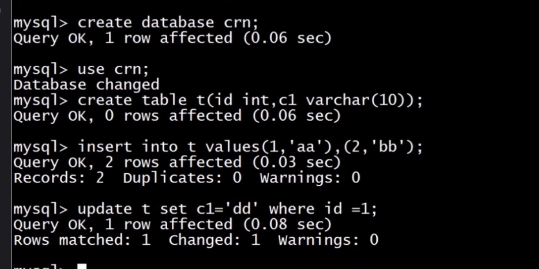 mysql> create database crn;
Query OK, 1 row affected (0.06 sec)
mysql> use crn;
Database changed
mysql> create table t(id int,c1 varchar(10));
Query OK, 0 rows affected (0.06 sec)
mysql> insert into t values(1,'aa'),(2,'bb');
Query OK, 2 rows affected (0.03 sec)
Records: 2  Duplicates: 0  Warnings: 0
mysql> update t set c1='dd' where id =1;
Query OK, 1 row affected (0.08 sec)
Rows matched: 1  Changed: 1  Warnings: 0
mysql>